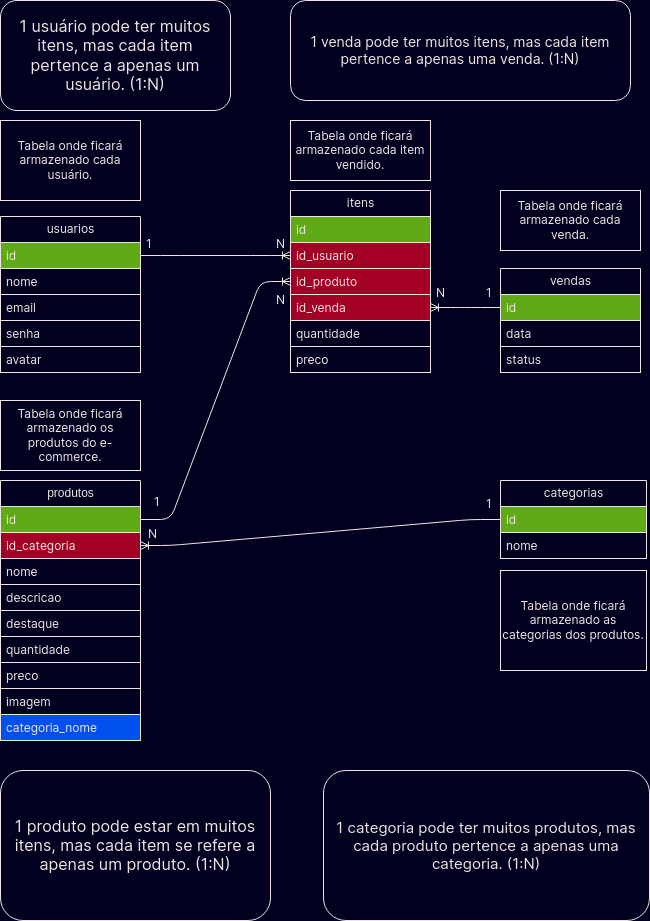 1 usuário pode ter muitos
itens, mas cada item
pertence a apenas um
usuário. (1:N)
1 venda pode ter muitos itens, mas cada item
pertence a apenas uma venda. (1:N)
Tabela onde ficará
armazenado cada
usuário.
Tabela onde ficará
armazenado cada item
vendido.
Tabela onde ficará
armazenado cada
venda.
usuarios
id
nome
email
senha
avatar
1
N
itens
id
id_usuario
id_produto
id_venda
quantidade
preco
N
N
1
vendas
id
data
status
Tabela onde ficará
armazenado os
produtos do e-
commerce.
produtos
id
id_categoria
nome
descricao
destaque
quantidade
preco
imagem
categoria_nome
1
N
1
categorias
id
nome
Tabela onde ficará
armazenado as
categorias dos produtos.
1 produto pode estar em muitos
itens, mas cada item se refere a
apenas um produto. (1:N)
1 categoria pode ter muitos produtos, mas
cada produto pertence a apenas uma
categoria. (1:N)